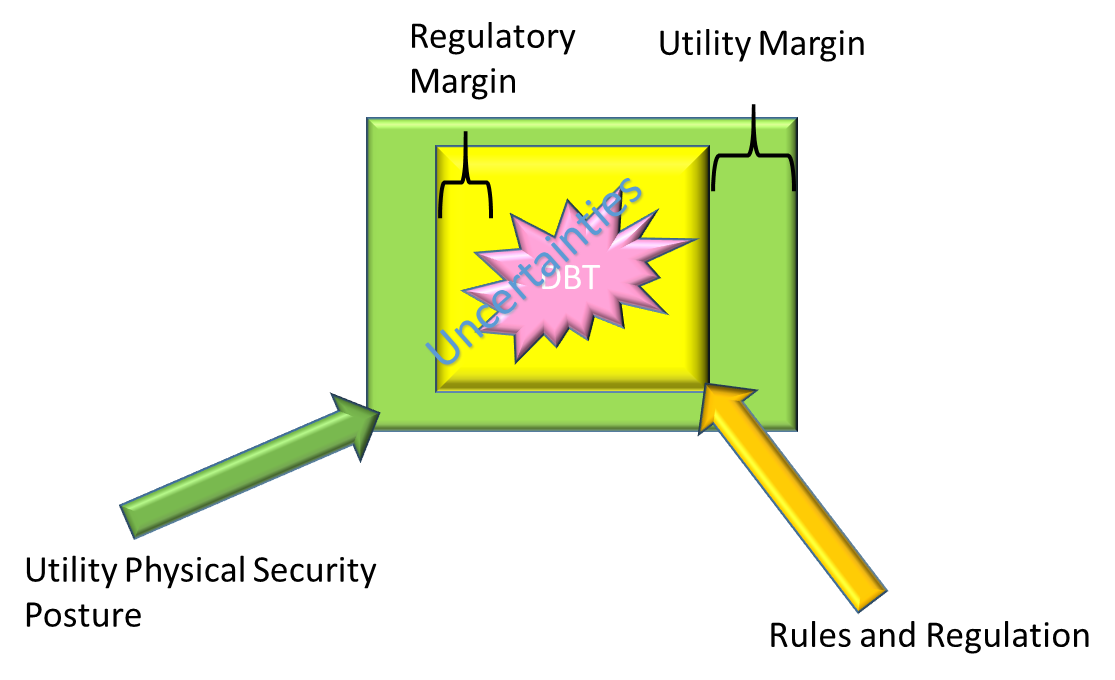 Regulatory
Margin
Utility Margin
Uncertainties
DBT
Utility Physical Security
Posture
Rules and Regulation